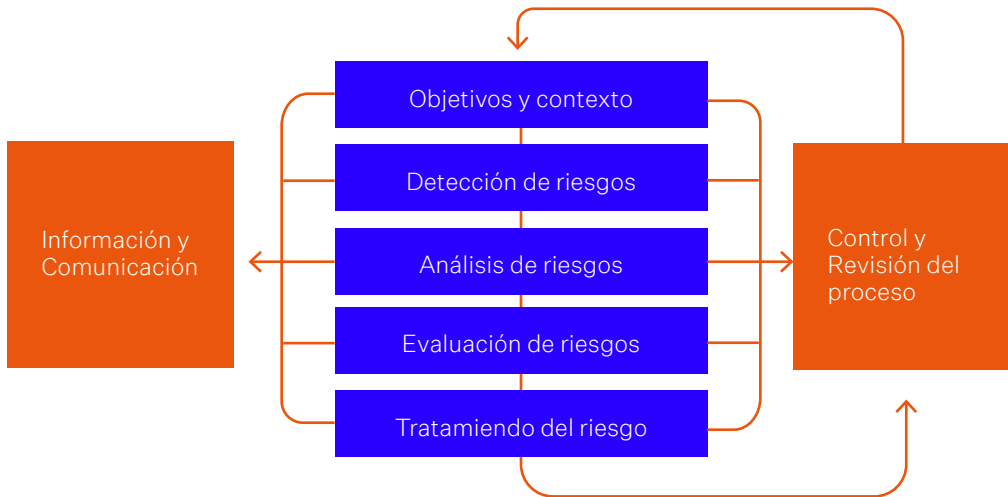 Objetivos y contexto
Detección de riesgos
Información y
Comunicación
Análisis de riesgos
Control y
Revisión del
proceso
Evaluación de riesgos
Tratamiendo del riesgo